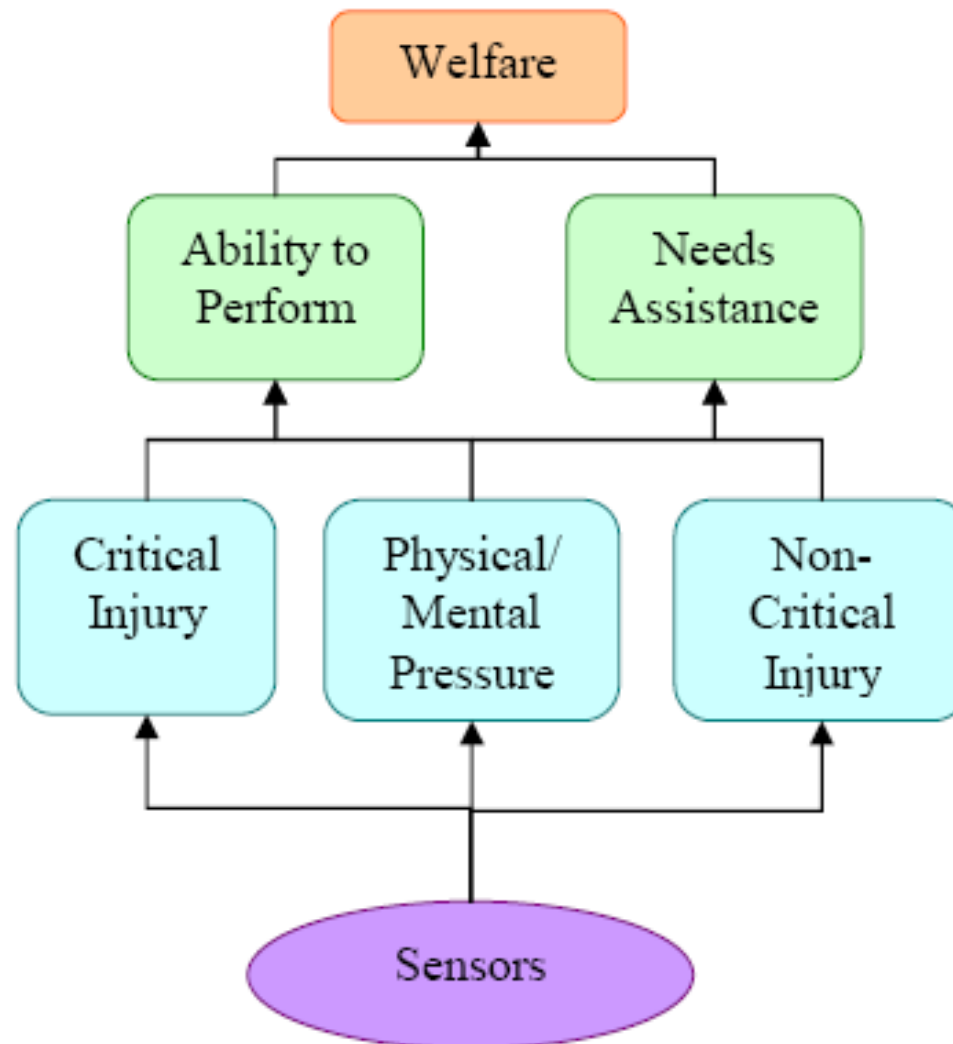 Welfare
Ability to
Perform
Needs
Assistance
Critical
Injury
Physical/
Mental
Pressure
Non-
Critical
Injury
Sensors